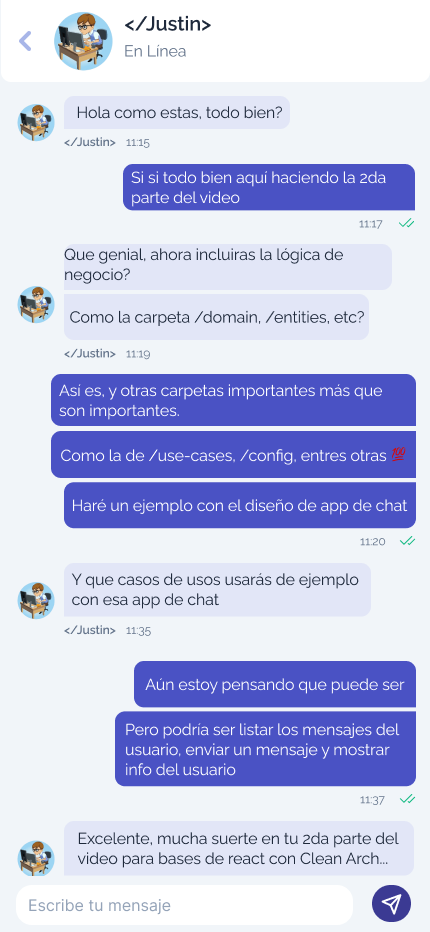 </Justin>
En Línea
Hola como estas, todo bien?
</Justin> 11:15
Si si todo bien aquí haciendo la 2da
parte del video
11:17
Que genial, ahora incluiras la lógica de
negocio?
Como la carpeta /domain, /entities, etc?
</Justin> 11:19
Así es, y otras carpetas importantes más que
son importantes.
Como la de /use-cases, /config, entres otras 💯
Haré un ejemplo con el diseño de app de chat
11:20
Y que casos de usos usarás de ejemplo
con esa app de chat
</Justin> 11:35
Aún estoy pensando que puede ser
Pero podría ser listar los mensajes del
usuario, enviar un mensaje y mostrar
info del usuario
11:37
Excelente, mucha suerte en tu 2da parte del
video para bases de react con Clean Arch...
Escribe tu mensaje